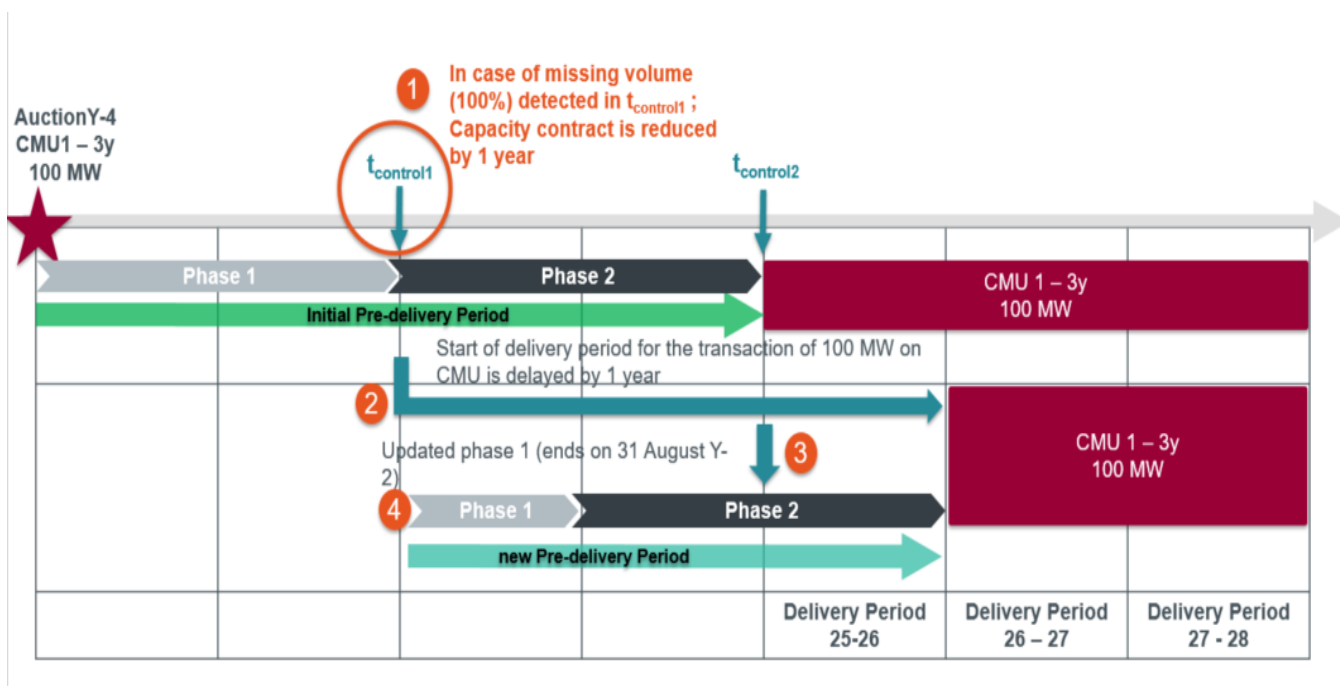 1
In case of missing volume
(100%) detected in tcontrol1 ;
Capacity contract is reduced
by 1 year
AuctionY-4
CMU1 – 3y
100 MW
tcontrol1
tcontrol2
Phase 1
Phase 2
CMU 1 – 3y
100 MW
Initial Pre-delivery Period
Start of delivery period for the transaction of 100 MW on
CMU is delayed by 1 year
2
3
CMU 1 – 3y
100 MW
Updated phase 1 (ends on 31 August Y-
2)
4
Phase 1
Phase 2
new Pre-delivery Period
Delivery Period
25-26
Delivery Period
26 – 27
Delivery Period
27 - 28